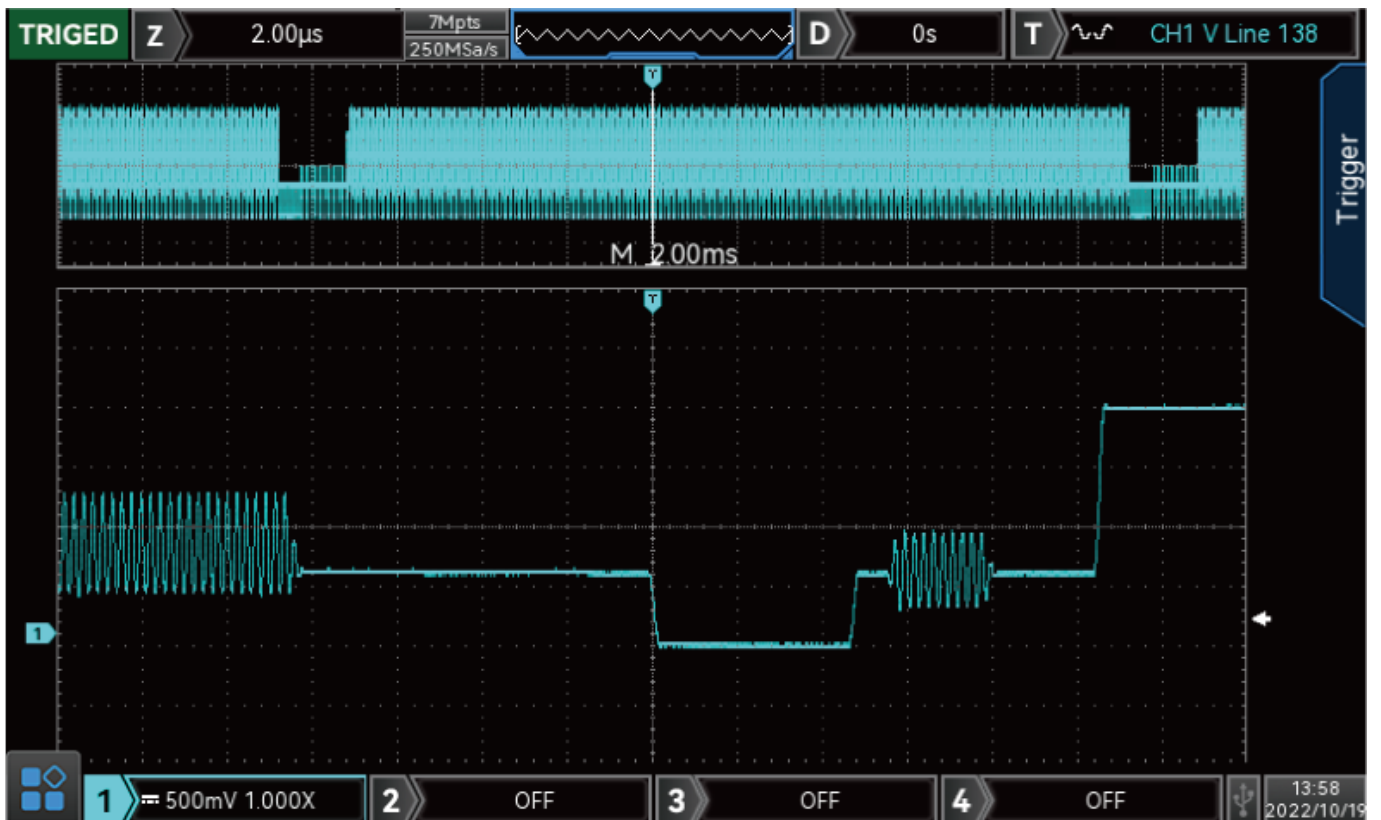 TRIGED Z 2.00µs 7Mpts D 0s T CH1 V Line 138
250MSa/s
T
Trigger
M 2.00ms
T
1
1 500mV 1.000X 2 OFF 3 OFF 4 OFF 13:58
2022/10/19